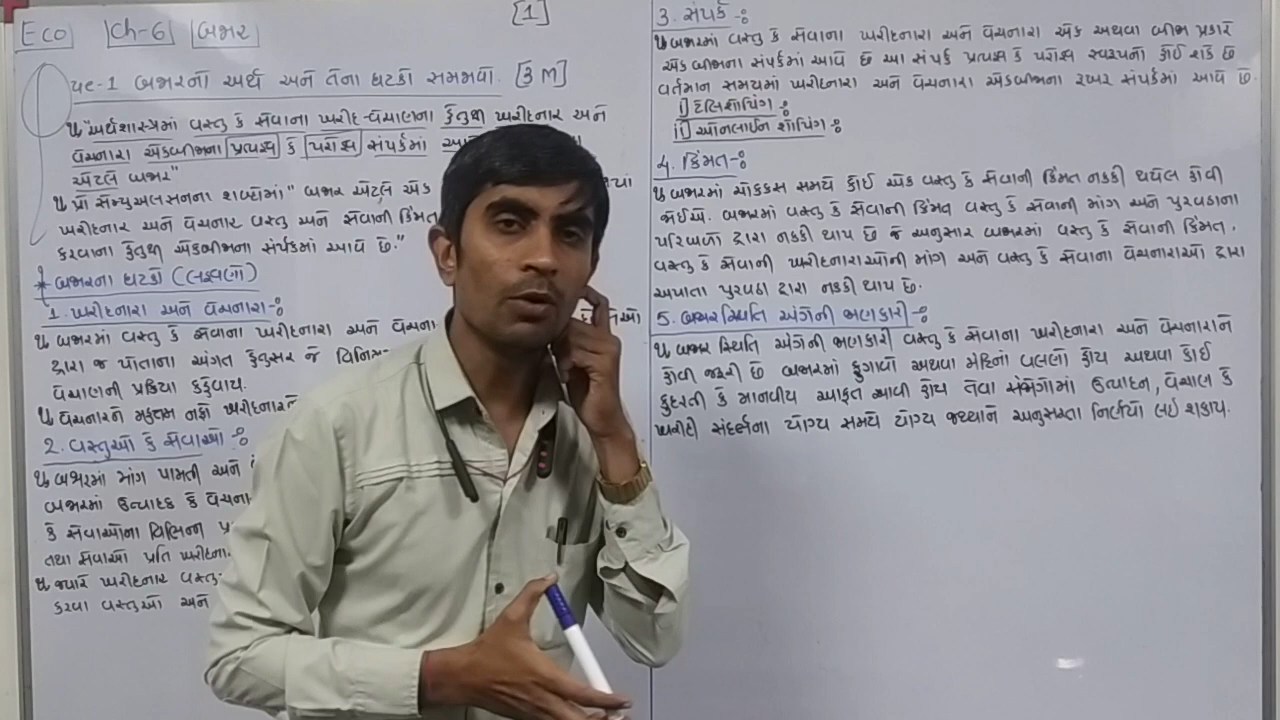 [1]
Eco Ch-6 બજાર
પ્રશ્ન-1 બજારનો અર્થ અને તેના ઘટકો સમજાવો. [3 M]
"અર્થશાસ્ત્રમાં વસ્તુ કે સેવાના ખરીદ-વેચાણના હેતુથી ખરીદનાર અને
વેચનારા એકબીજાના પ્રત્યક્ષ કે પરોક્ષ સંપર્કમાં
એટલે બજાર"
પ્રો સેમ્યુઅલસનના શબ્દોમાં" બજાર એટલે એક
ખરીદનાર અને વેચનાર વસ્તુ અને સેવાની કિંમત
કરવાના હેતુથી એકબીજાના સંપર્કમાં આવે છે."
* બજારના ઘટકો (લક્ષણો)
1. ખરીદનારા અને વેચનારા-:
બજારમાં વસ્તુ કે સેવાના ખરીદનારા અને
દ્વારા જ પોતાના અંગત હેતુસર જે
વેચાણની પ્રક્રિયા કહેવાય.
વેચનારને મહત્તમ નફો
2. વસ્તુઓ કે સેવાઓ-:
બજારમાં માંગ પામતી અને
બજારમાં ઉત્પાદક કે
કે સેવાઓના વિભિન્ન
તથા સેવાઓ પ્રતિ
જ્યારે ખરીદનાર
કરવા વસ્તુઓ અને
3. સંપર્ક -:
બજારમાં વસ્તુ કે સેવાના ખરીદનારા અને વેચનારા એક અથવા બીજા પ્રકારે
એકબીજાના સંપર્કમાં આવે છે આ સંપર્ક પ્રત્યક્ષ કે પરોક્ષ સ્વરૂપનો હોઈ શકે છે
વર્તમાન સમયમાં ખરીદનારા અને વેચનારા એકબીજાના સંપર્કમાં આવે છે.
i) ટેલિશોપિંગ :
ii) ઓનલાઈન શોપિંગ :
4. કિંમત-:
બજારમાં ચોક્કસ સમયે કોઈ એક વસ્તુ કે સેવાની કિંમત નક્કી થયેલ હોવી
જોઈએ. બજારમાં વસ્તુ કે સેવાની કિંમત વસ્તુ કે સેવાની માંગ અને પુરવઠાના
પરિબળો દ્વારા નક્કી થાય છે જે અનુસાર બજારમાં વસ્તુ કે સેવાની કિંમત.
વસ્તુ કે સેવાની ખરીદનારાઓની માંગ અને વસ્તુ કે સેવાના વેચનારાઓ દ્વારા
અપાતા પુરવઠા દ્વારા નક્કી થાય છે.
5. બજાર સ્થિતિ અંગેની જાણકારી-:
બજાર સ્થિતિ અંગેની જાણકારી વસ્તુ કે સેવાના ખરીદનારા અને વેચનારાને
હોવી જરૂરી છે બજારમાં ફુગાવો અથવા મંદીનાં વલણો હોય અથવા કોઈ
કુદરતી કે માનવીય આફત આવી હોય તેવા સંજોગોમાં ઉત્પાદન, વેચાણ કે
ખરીદી સંદર્ભના યોગ્ય સમયે યોગ્ય જથ્થાને અનુસરતા નિર્ણયો લઈ શકાય.